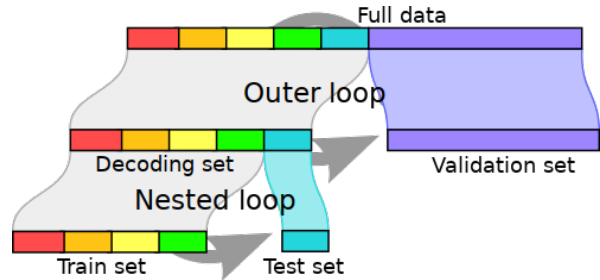 Full data
Outer loop
Decoding set
Validation set
Nested loop
Train set
Test set